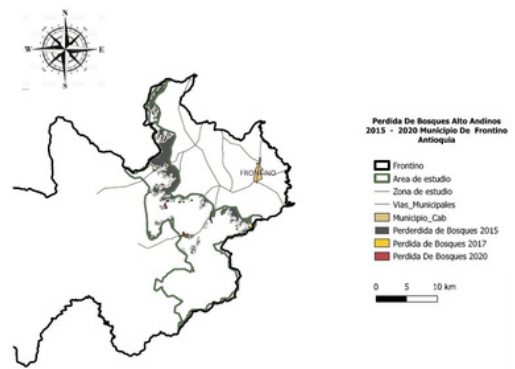 N
W
E
S
FRONTINO
Perdida De Bosques Alto Andinos
2015 - 2020 Municipio De Frontino
Antioquia
Frontino
Area de estudio
Zona de estudio
Vias_Municipales
Municipio_Cab
Perderdida de Bosques 2015
Perdida de Bosques 2017
Perdida De Bosques 2020
0 5 10 km